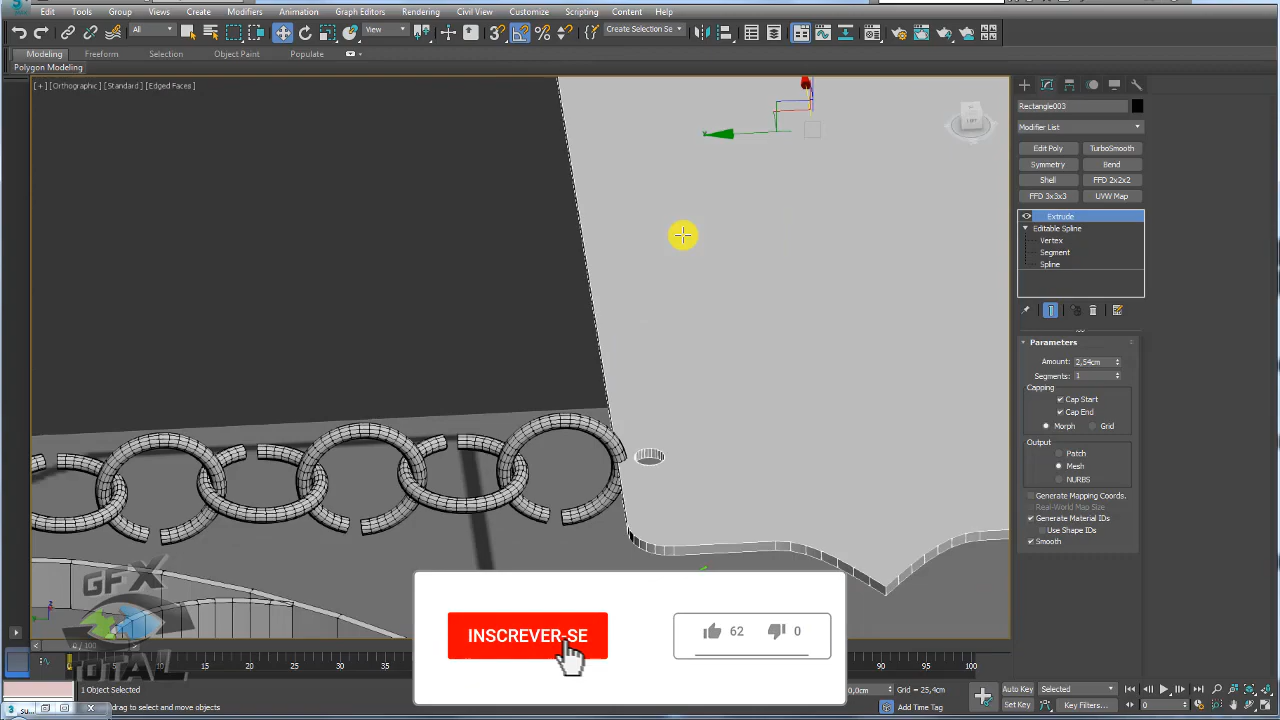 Edit Tools Group Views Create Modifiers Animation Graph Editors Rendering Civil View Customize Scripting Content Help
All View Create Selection Se
Modeling Freeform Selection Object Paint Populate
Polygon Modeling
[+] [Orthographic] [Standard] [Edged Faces]
Rectangle003
Modifier List
Edit Poly TurboSmooth
Symmetry Bend
Shell FFD 2x2x2
FFD 3x3x3 UVW Map
Extrude
Editable Spline
Vertex
Segment
Spline
Parameters
Amount: 2,54cm
Segments: 1
Capping
Cap Start
Cap End
Morph Grid
Output
Patch
Mesh
NURBS
Generate Mapping Coords.
Real-World Map Size
Generate Material IDs
Use Shape IDs
Smooth
GFX
TOTAL
INSCREVER-SE
62 0
/ 100
15 20 25 30 35 85 90 95 100
1 Object Selected
drag to select and move objects
0,0cm Grid = 25,4cm
Add Time Tag
Auto Key Selected
Set Key Key Filters...
0